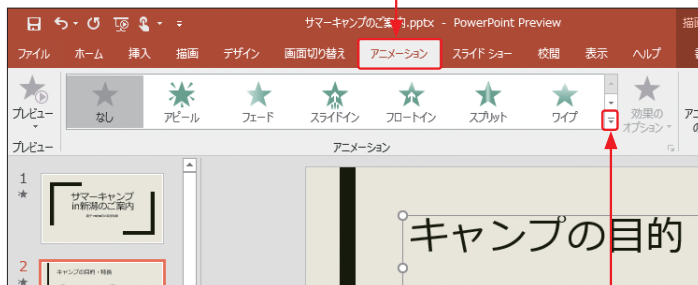 サマーキャンプのご案内.pptx - PowerPoint Preview
ファイル ホーム 挿入 描画 デザイン 画面切り替え アニメーション スライド ショー 校閲 表示 ヘルプ
プレビュー なし アピール フェード スライドイン フロートイン スプリット ワイプ 効果の
オプション
プレビュー アニメーション
1
サマーキャンプ
in新潟のご案内
キャンプの目的
2
キャンプの目的・特長